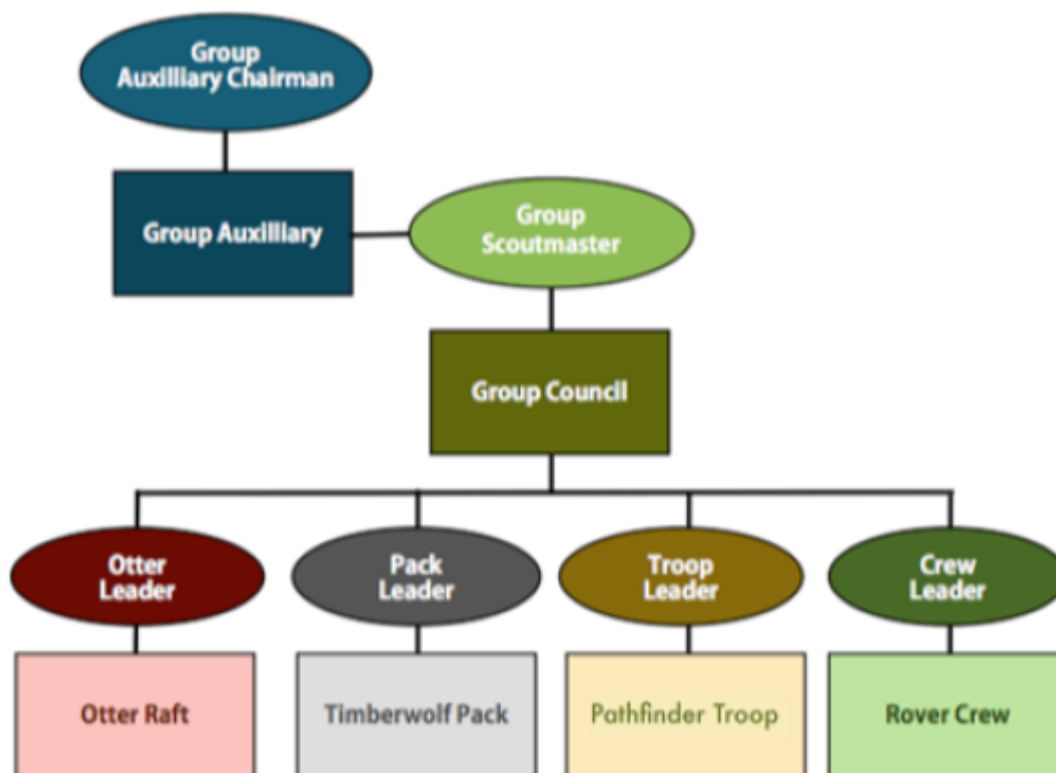 Group
Auxilliary Chairman
Group Auxilliary
Group
Scoutmaster
Group Council
Otter
Leader
Pack
Leader
Troop
Leader
Crew
Leader
Otter Raft
Timberwolf Pack
Pathfinder Troop
Rover Crew